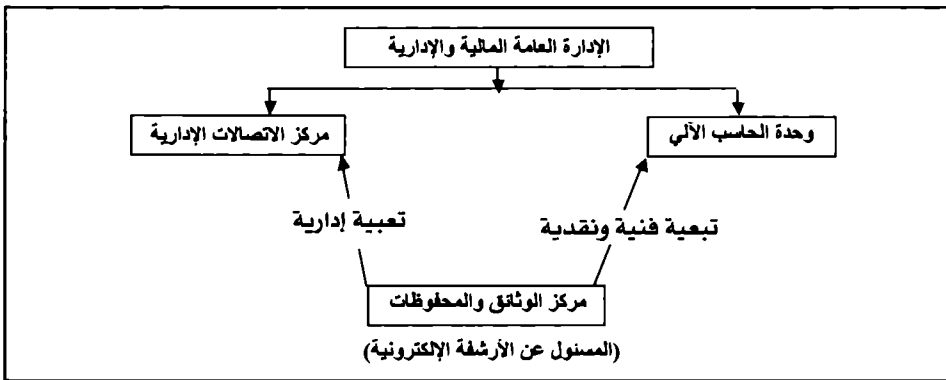 الإدارة العامة المالية والإدارية
وحدة الحاسب الآلي
مركز الاتصالات الإدارية
تبعية فنية ونقدية
تعبية إدارية
مركز الوثائق والمحفوظات
(المسئول عن الأرشفة الإلكترونية)